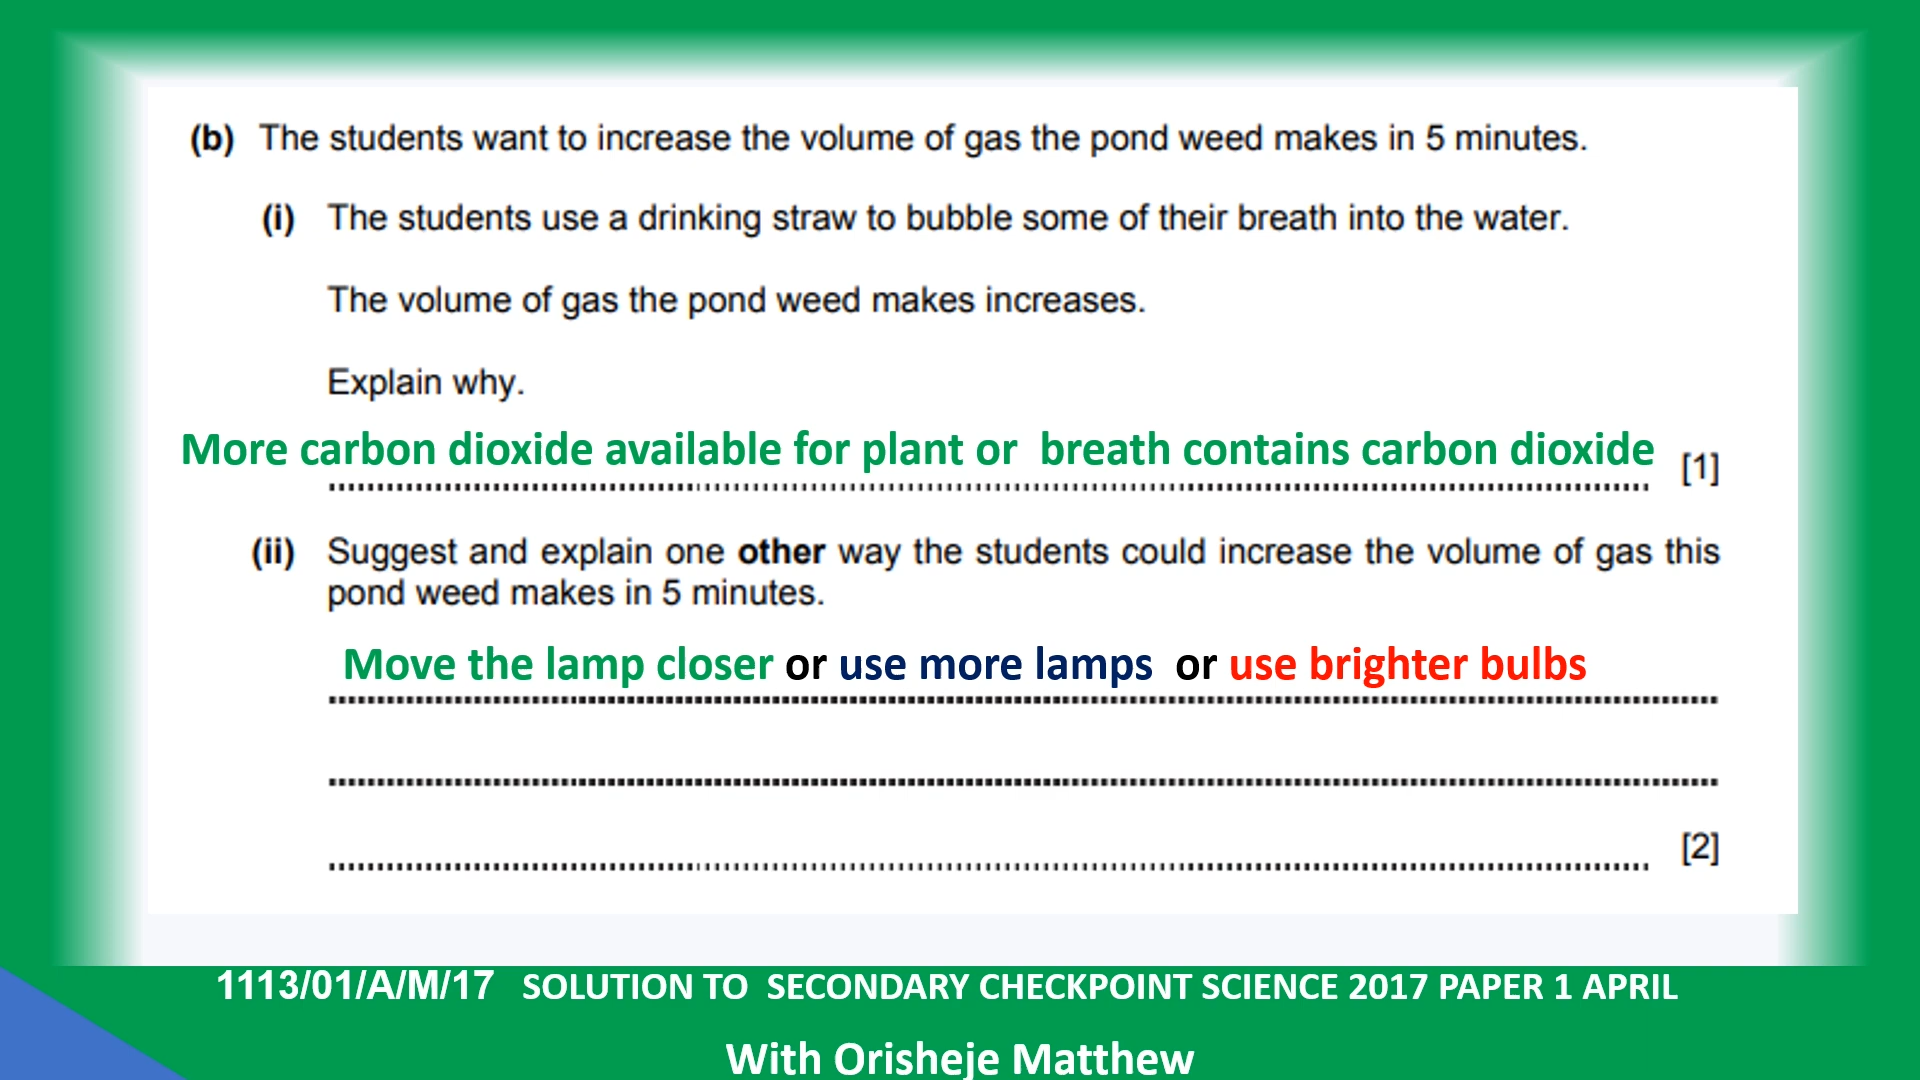 (b) The students want to increase the volume of gas the pond weed makes in 5 minutes.
(i) The students use a drinking straw to bubble some of their breath into the water.
The volume of gas the pond weed makes increases.
Explain why.
More carbon dioxide available for plant or breath contains carbon dioxide [1]
(ii) Suggest and explain one other way the students could increase the volume of gas this
pond weed makes in 5 minutes.
Move the lamp closer or use more lamps or use brighter bulbs
[2]
1113/01/A/M/17 SOLUTION TO SECONDARY CHECKPOINT SCIENCE 2017 PAPER 1 APRIL
With Orisheje Matthew